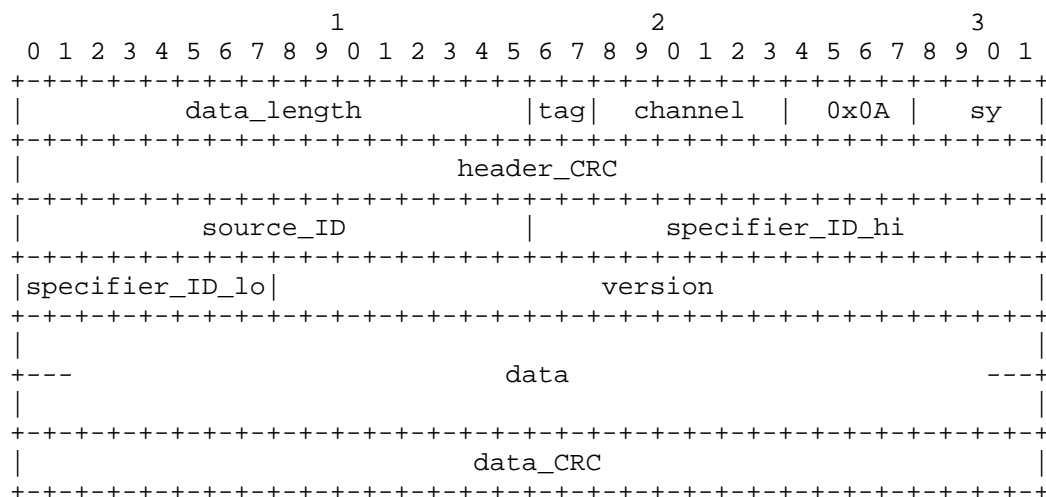 1                   2                   3
 0 1 2 3 4 5 6 7 8 9 0 1 2 3 4 5 6 7 8 9 0 1 2 3 4 5 6 7 8 9 0 1
+-+-+-+-+-+-+-+-+-+-+-+-+-+-+-+-+-+-+-+-+-+-+-+-+-+-+-+-+-+-+-+-+
|          data_length          |tag|  channel  |  0x0A |   sy  |
+-+-+-+-+-+-+-+-+-+-+-+-+-+-+-+-+-+-+-+-+-+-+-+-+-+-+-+-+-+-+-+-+
|                           header_CRC                          |
+-+-+-+-+-+-+-+-+-+-+-+-+-+-+-+-+-+-+-+-+-+-+-+-+-+-+-+-+-+-+-+-+
|           source_ID           |        specifier_ID_hi        |
+-+-+-+-+-+-+-+-+-+-+-+-+-+-+-+-+-+-+-+-+-+-+-+-+-+-+-+-+-+-+-+-+
|specifier_ID_lo|                    version                    |
+-+-+-+-+-+-+-+-+-+-+-+-+-+-+-+-+-+-+-+-+-+-+-+-+-+-+-+-+-+-+-+-+
|                                                               |
+---                           data                          ---+
|                                                               |
+-+-+-+-+-+-+-+-+-+-+-+-+-+-+-+-+-+-+-+-+-+-+-+-+-+-+-+-+-+-+-+-+
|                            data_CRC                           |
+-+-+-+-+-+-+-+-+-+-+-+-+-+-+-+-+-+-+-+-+-+-+-+-+-+-+-+-+-+-+-+-+